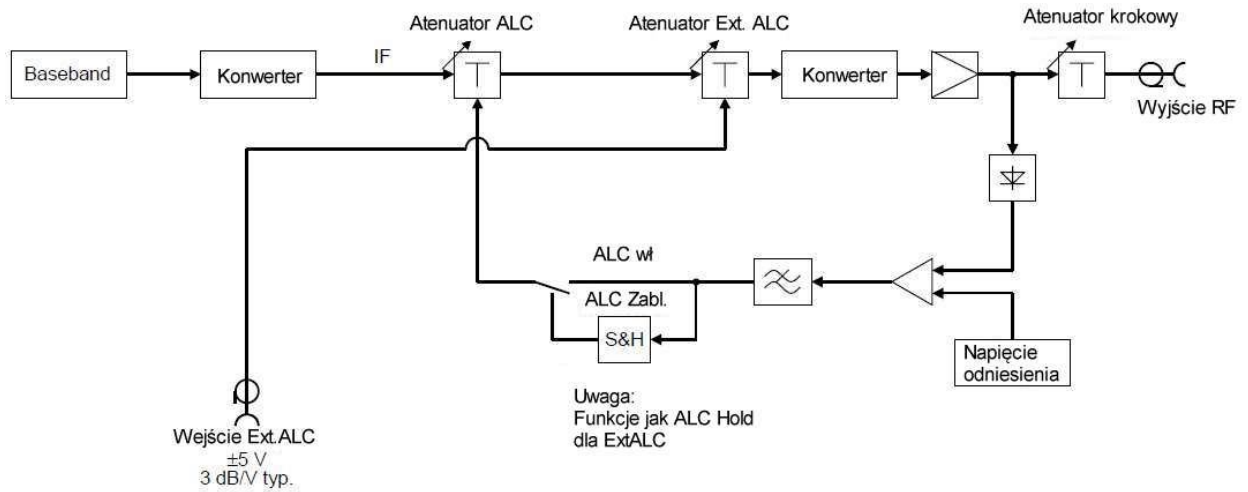 Atenuator ALC
Atenuator Ext. ALC
Atenuator krokowy
Baseband
Konwerter
IF
T
T
Konwerter
T
Wyjście RF
ALC wł
ALC Zabl.
S&H
Napięcie
odniesienia
Uwaga:
Funkcje jak ALC Hold
dla ExtALC
Wejście Ext.ALC
±5 V
3 dB/V typ.